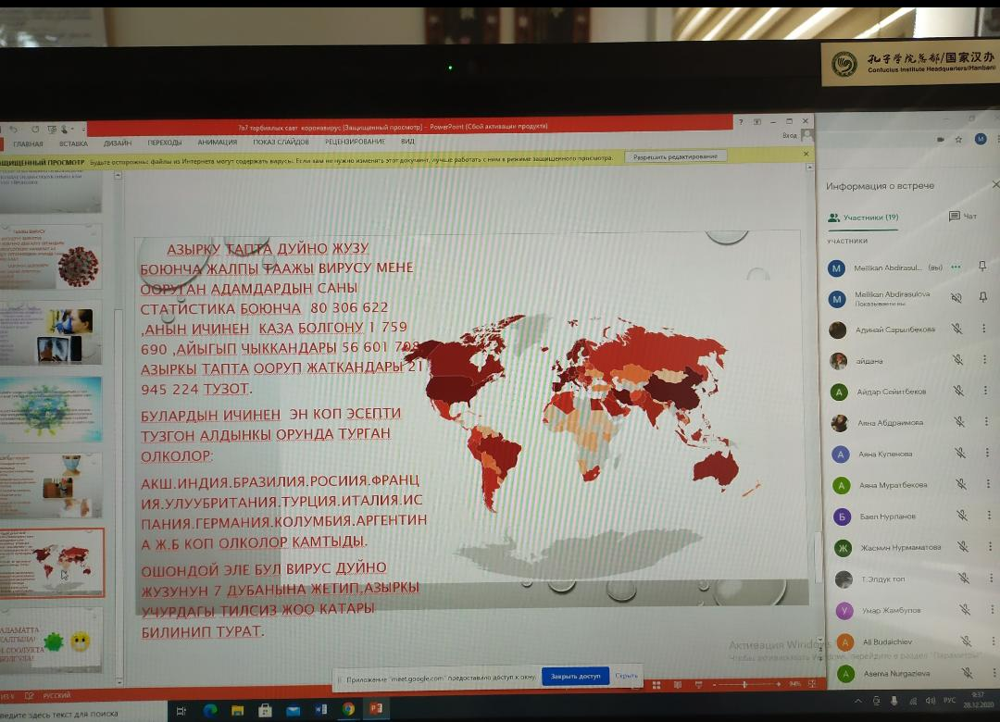 孔子学院总部/国家汉办
Confucius Institute Headquarters(Hanban)
7в7 тарбиялык саат коронавирус [Защищенный просмотр] - PowerPoint (Сбой активации продукта)
ГЛАВНАЯ ВСТАВКА ДИЗАЙН ПЕРЕХОДЫ АНИМАЦИЯ ПОКАЗ СЛАЙДОВ РЕЦЕНЗИРОВАНИЕ ВИД
Вход
ЩИЩЕННЫЙ ПРОСМОТР Будьте осторожны: файлы из Интернета могут содержать вирусы. Если вам не нужно изменять этот документ, лучше работать с ним в режиме защищенного просмотра. Разрешить редактирование
АЗЫРКУ ТАПТА ДУЙНО ЖУЗУ
БОЮНЧА ЖАЛПЫ ТААЖЫ ВИРУСУ МЕНЕ
ООРУГАН АДАМДАРДЫН САНЫ
СТАТИСТИКА БОЮНЧА 80 306 622
,АНЫН ИЧИНЕН КАЗА БОЛГОНУ 1 759
690 ,АЙЫГЫП ЧЫККАНДАРЫ 56 601 708
АЗЫРКЫ ТАПТА ООРУП ЖАТКАНДАРЫ 21
945 224 ТУЗОТ.
БУЛАРДЫН ИЧИНЕН ЭН КОП ЭСЕПТИ
ТУЗГОН АЛДЫНКЫ ОРУНДА ТУРГАН
ОЛКОЛОР:
АКШ.ИНДИЯ.БРАЗИЛИЯ.РОСИИЯ.ФРАНЦ
ИЯ.УЛУУБРИТАНИЯ.ТУРЦИЯ.ИТАЛИЯ.ИС
ПАНИЯ.ГЕРМАНИЯ.КОЛУМБИЯ.АРГЕНТИН
А Ж.Б КОП ОЛКОЛОР КАМТЫДЫ.
ОШОНДОЙ ЭЛЕ БУЛ ВИРУС ДУЙНО
ЖУЗУНУН 7 ДУБАНЫНА ЖЕТИП,АЗЫРКЫ
УЧУРДАГЫ ТИЛСИЗ ЖОО КАТАРЫ
БИЛИНИП ТУРАТ.
Информация о встрече
Участники (19) Чат
УЧАСТНИКИ
Meilikan Abdirasul... (вы)
Meilikan Abdirasulova
Показываете вы
Адинай Сарылбекова
айдана
Айдар Сейитбеков
Аяна Абдраимова
Аяна Купенова
Аяна Муратбекова
Баел Нурланов
Жасмин Нурмаматова
Т.Элдук топ
Умар Жамбулов
Ali Budaichiev
Asema Nurgazieva
Активация Windows
Чтобы активировать Windows, перейдите в раздел "Параметры".
Приложение "meet.google.com" предоставило доступ к окну. Закрыть доступ Скрыть
РУССКИЙ
94%
ведите здесь текст для поиска
РУС
9:37
28.12.2020